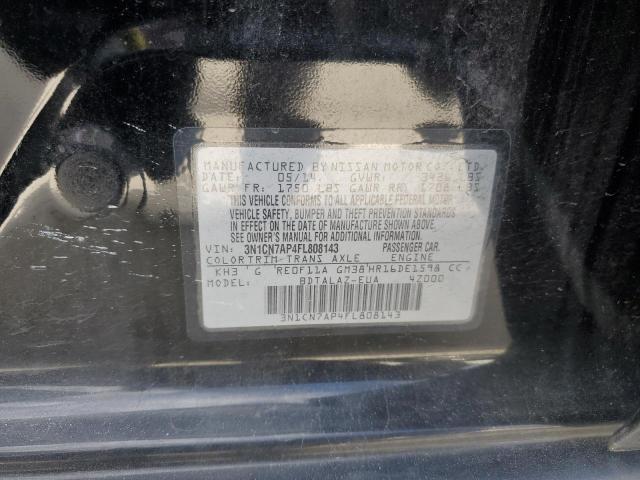 MANUFACTURED BY NISSAN MOTOR CO., LTD.
DATE: 05/14 GVWR: LBS
GAWR FR: 1750 LBS GAWR RR: 1708 LBS
THIS VEHICLE CONFORMS TO ALL APPLICABLE FEDERAL MOTOR
VEHICLE SAFETY, BUMPER AND THEFT PREVENTION STANDARDS
IN EFFECT ON THE DATE OF MANUFACTURE SHOWN ABOVE.
SEE OWNER'S MANUAL FOR ADDITIONAL INFORMATION.
VIN: 3N1CN7AP4FL808143 PASSENGER CAR.
COLOR TRIM TRANS AXLE ENGINE
KH3 G RE0F11A GM38 HR16DE 1598 CC
MODEL: BDTALAZ-EUA 4Z000
3N1CN7AP4FL808143